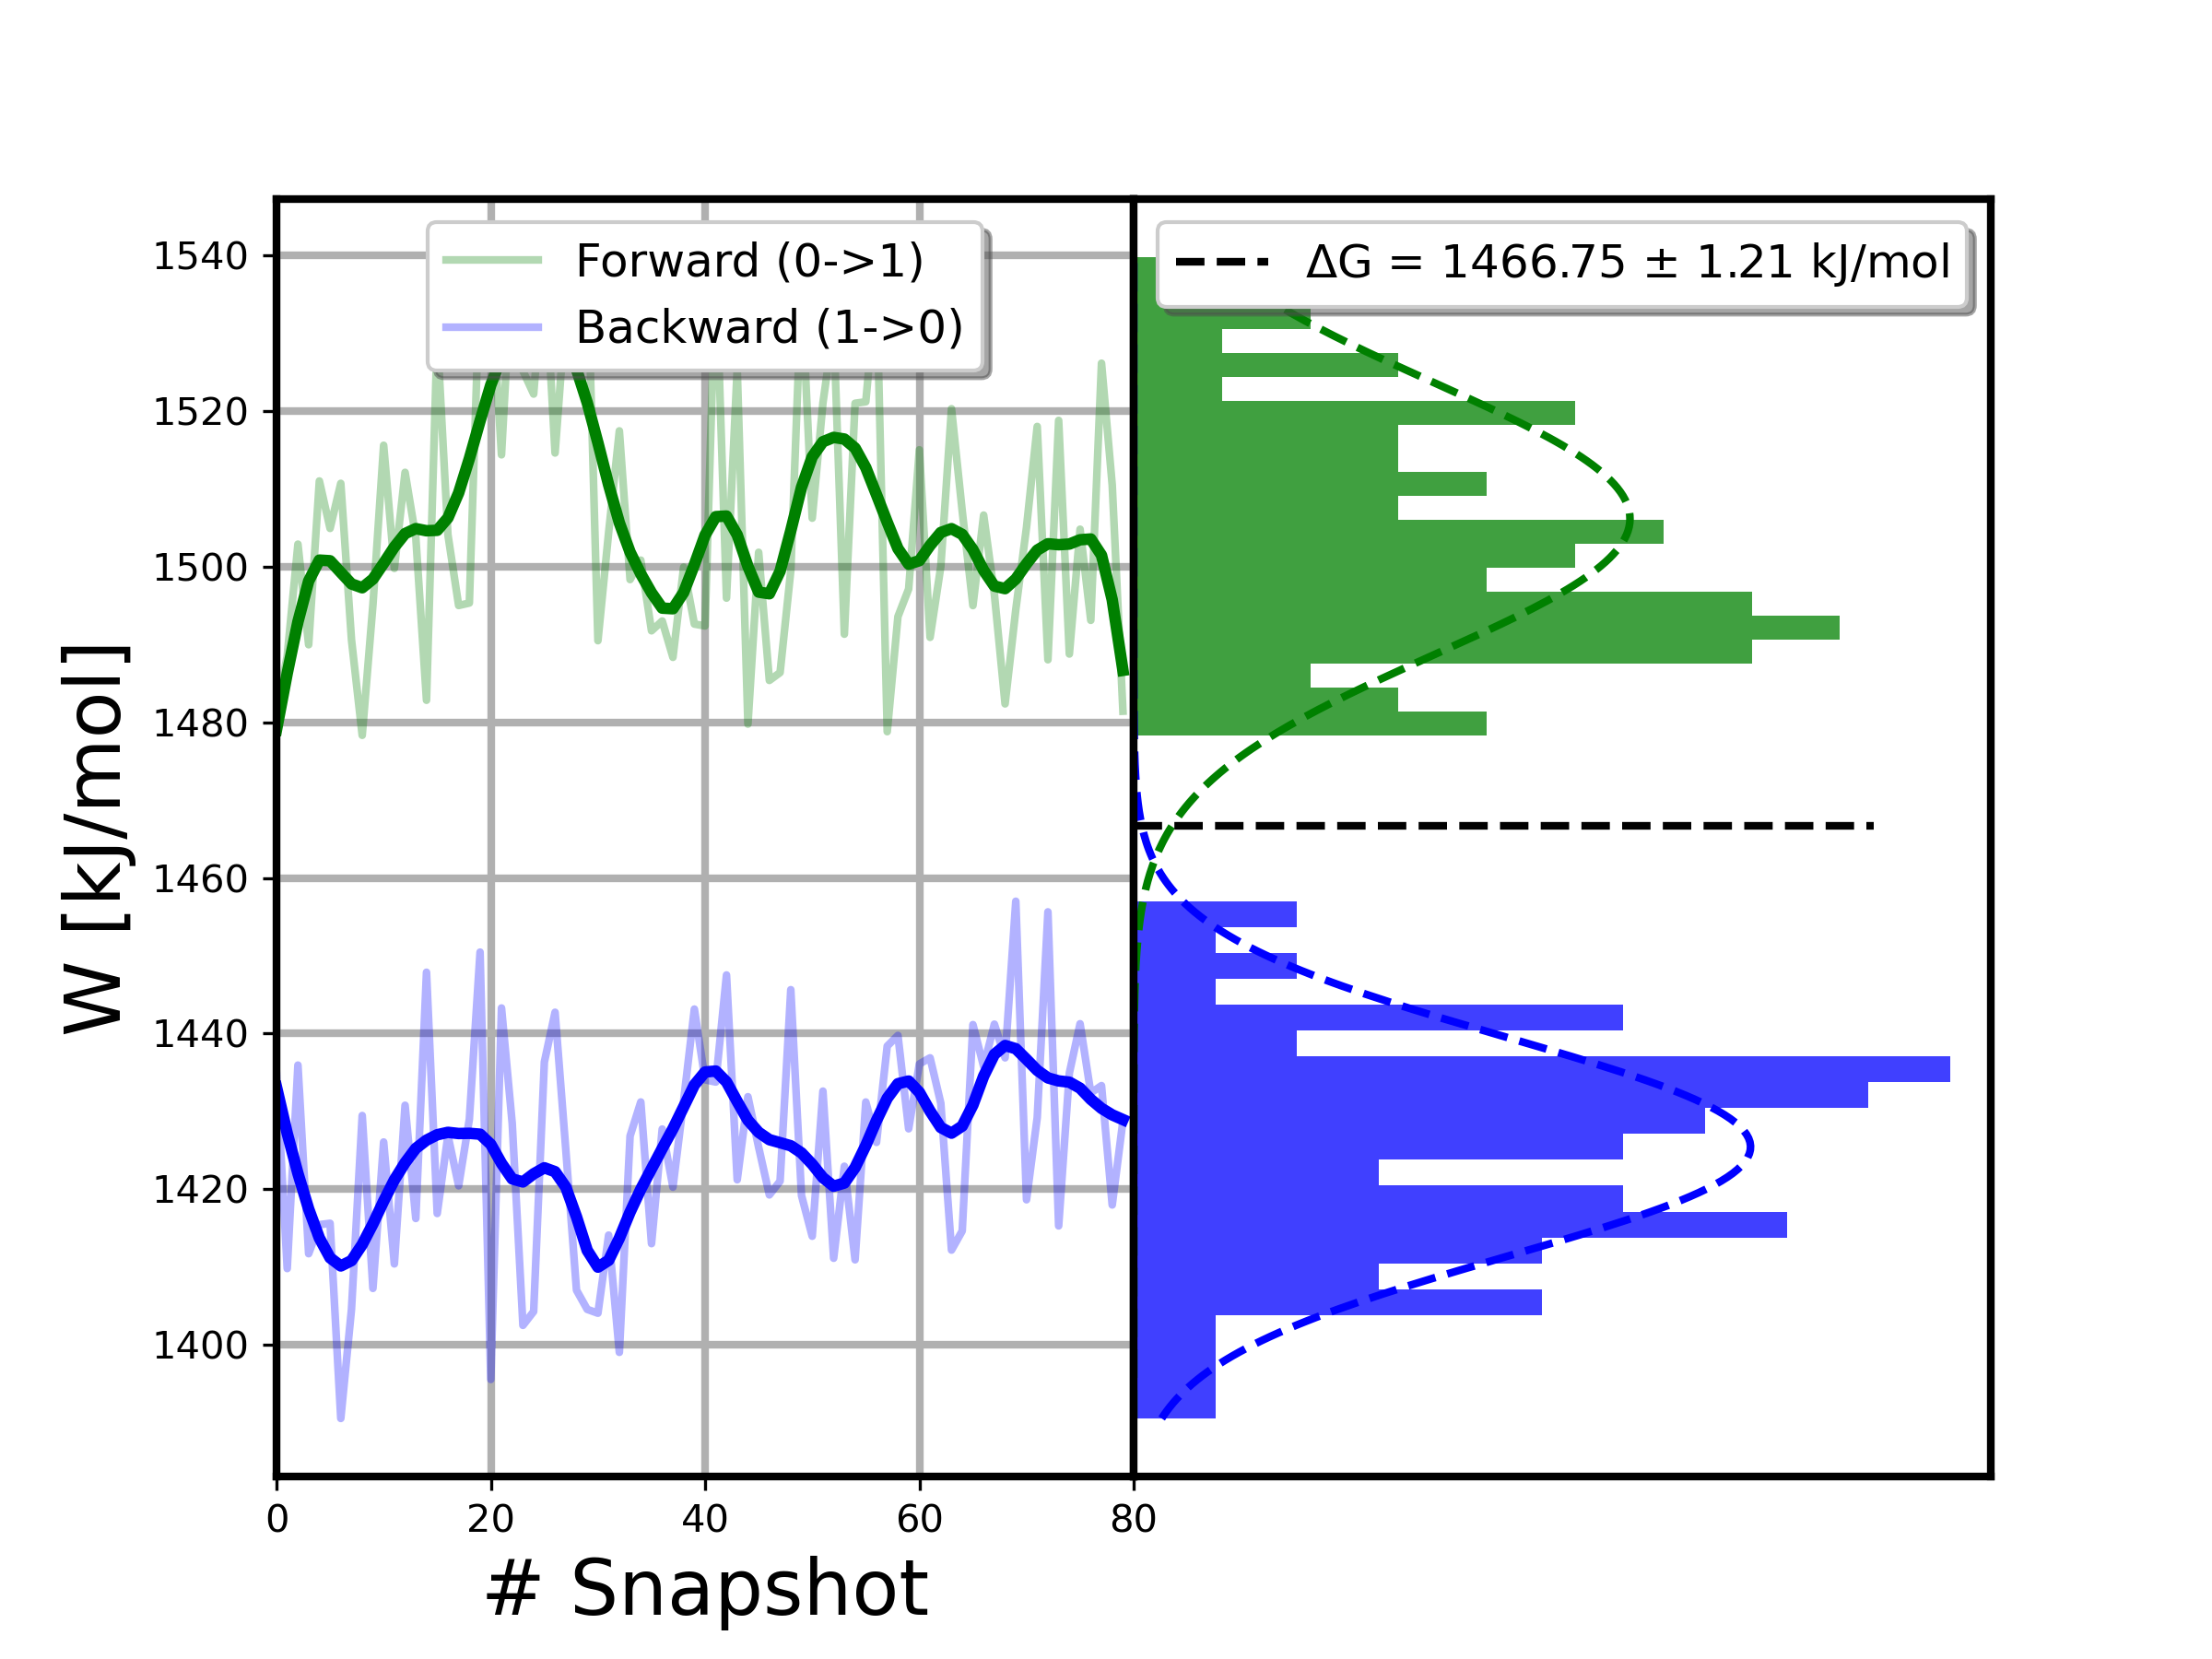 Forward (0->1)
Backward (1->0)
ΔG = 1466.75 ± 1.21 kJ/mol
W [kJ/mol]
1540
1520
1500
1480
1460
1440
1420
1400
0 20 40 60 80
# Snapshot